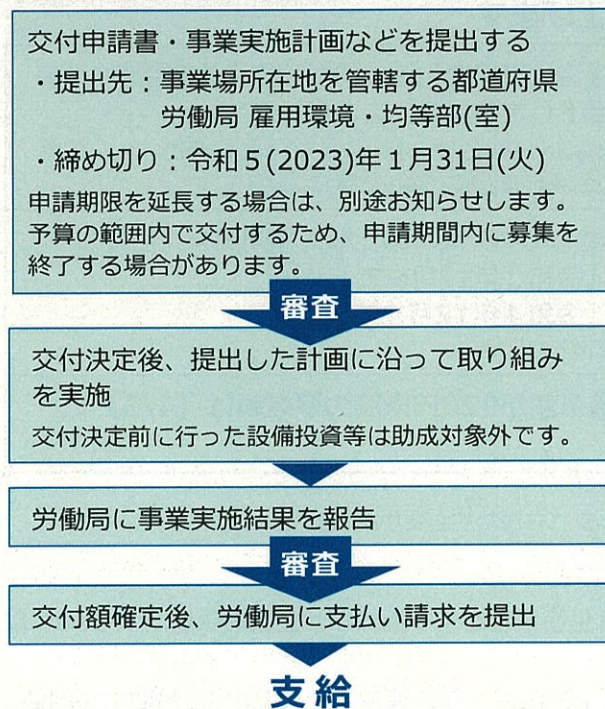 交付申請書・事業実施計画などを提出する
・提出先：事業場所在地を管轄する都道府県
労働局 雇用環境・均等部(室)
・締め切り：令和５(2023)年１月31日(火)
申請期限を延長する場合は、別途お知らせします。
予算の範囲内で交付するため、申請期間内に募集を
終了する場合があります。
審査
交付決定後、提出した計画に沿って取り組み
を実施
交付決定前に行った設備投資等は助成対象外です。
労働局に事業実施結果を報告
審査
交付額確定後、労働局に支払い請求を提出
支給